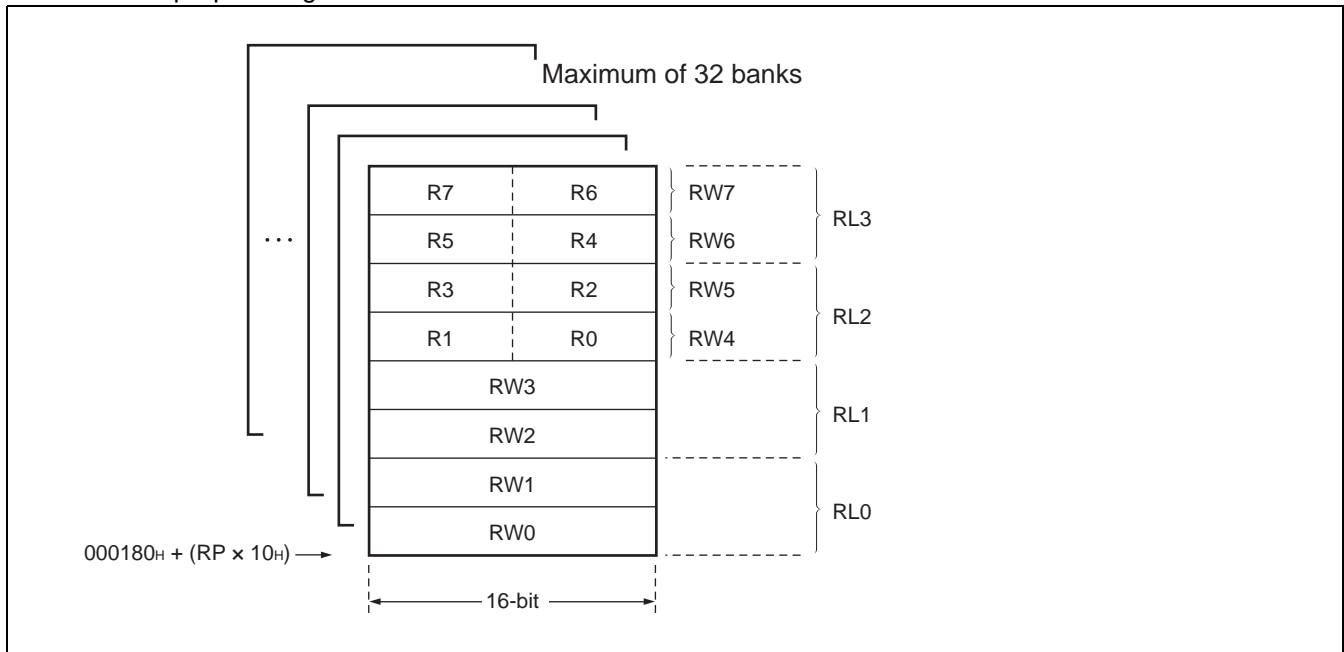 Maximum of 32 banks
R7 R6 RW7
RL3
... R5 R4 RW6
R3 R2 RW5
RL2
R1 R0 RW4
RW3
RL1
RW2
RW1
RL0
RW0
000180H + (RP × 10H)
16-bit